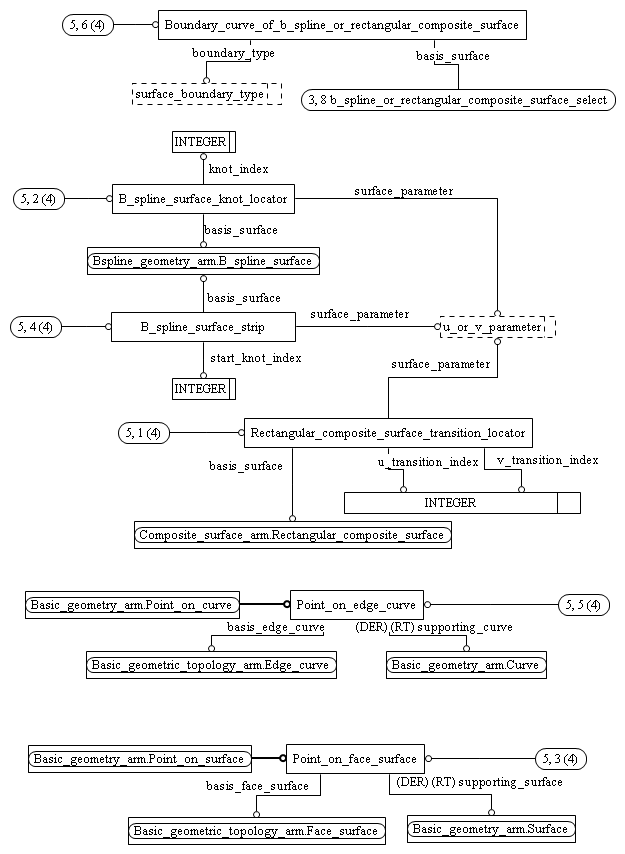 5, 6 (4)
Boundary_curve_of_b_spline_or_rectangular_composite_surface
boundary_type
basis_surface
surface_boundary_type
3, 8 b_spline_or_rectangular_composite_surface_select
INTEGER
knot_index
5, 2 (4)
B_spline_surface_knot_locator
surface_parameter
basis_surface
Bspline_geometry_arm.B_spline_surface
basis_surface
5, 4 (4)
B_spline_surface_strip
surface_parameter
u_or_v_parameter
start_knot_index
surface_parameter
INTEGER
5, 1 (4)
Rectangular_composite_surface_transition_locator
basis_surface
u_transition_index
v_transition_index
INTEGER
Composite_surface_arm.Rectangular_composite_surface
Basic_geometry_arm.Point_on_curve
Point_on_edge_curve
5, 5 (4)
basis_edge_curve
(DER) (RT) supporting_curve
Basic_geometric_topology_arm.Edge_curve
Basic_geometry_arm.Curve
Basic_geometry_arm.Point_on_surface
Point_on_face_surface
5, 3 (4)
basis_face_surface
(DER) (RT) supporting_surface
Basic_geometric_topology_arm.Face_surface
Basic_geometry_arm.Surface